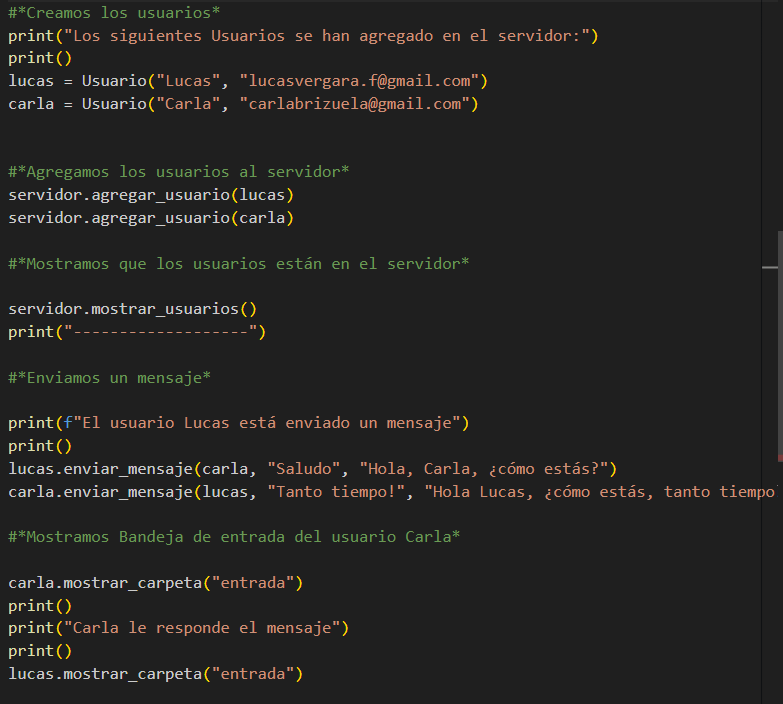 #*Creamos los usuarios*
print("Los siguientes Usuarios se han agregado en el servidor:")
print()
lucas = Usuario("Lucas", "lucasvergara.f@gmail.com")
carla = Usuario("Carla", "carlabrizuela@gmail.com")
#*Agregamos los usuarios al servidor*
servidor.agregar_usuario(lucas)
servidor.agregar_usuario(carla)
#*Mostramos que los usuarios están en el servidor*
servidor.mostrar_usuarios()
print("-------------------")
#*Enviamos un mensaje*
print(f"El usuario Lucas está enviado un mensaje")
print()
lucas.enviar_mensaje(carla, "Saludo", "Hola, Carla, ¿cómo estás?")
carla.enviar_mensaje(lucas, "Tanto tiempo!", "Hola Lucas, ¿cómo estás, tanto tiempo
#*Mostramos Bandeja de entrada del usuario Carla*
carla.mostrar_carpeta("entrada")
print()
print("Carla le responde el mensaje")
print()
lucas.mostrar_carpeta("entrada")